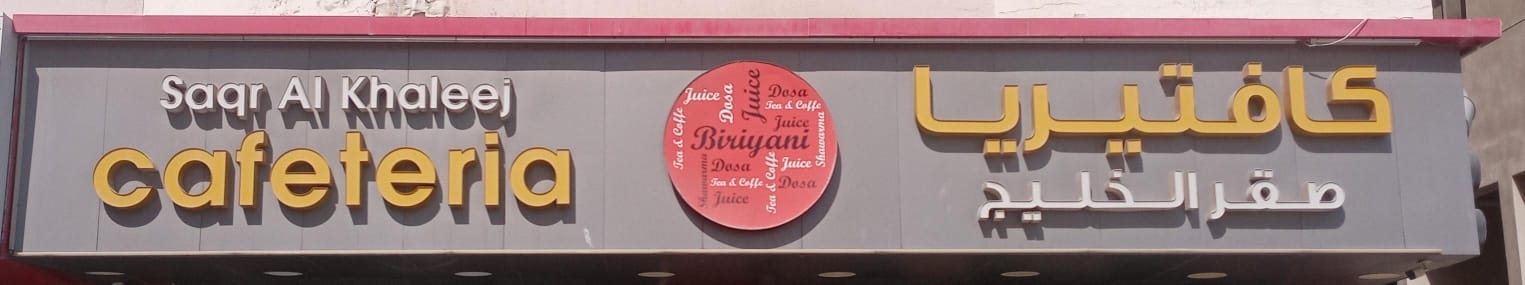 Saqr Al Khaleej
cafeteria
Juice
Dosa
Juice
Dosa
Tea & Coffe
Tea & Coffe
Juice
Shawarma
Biriyani
Shawarma
Dosa
Tea & Coffe
Juice
Tea & Coffe
Juice
Dosa
كافتيريا
صقر الخليج